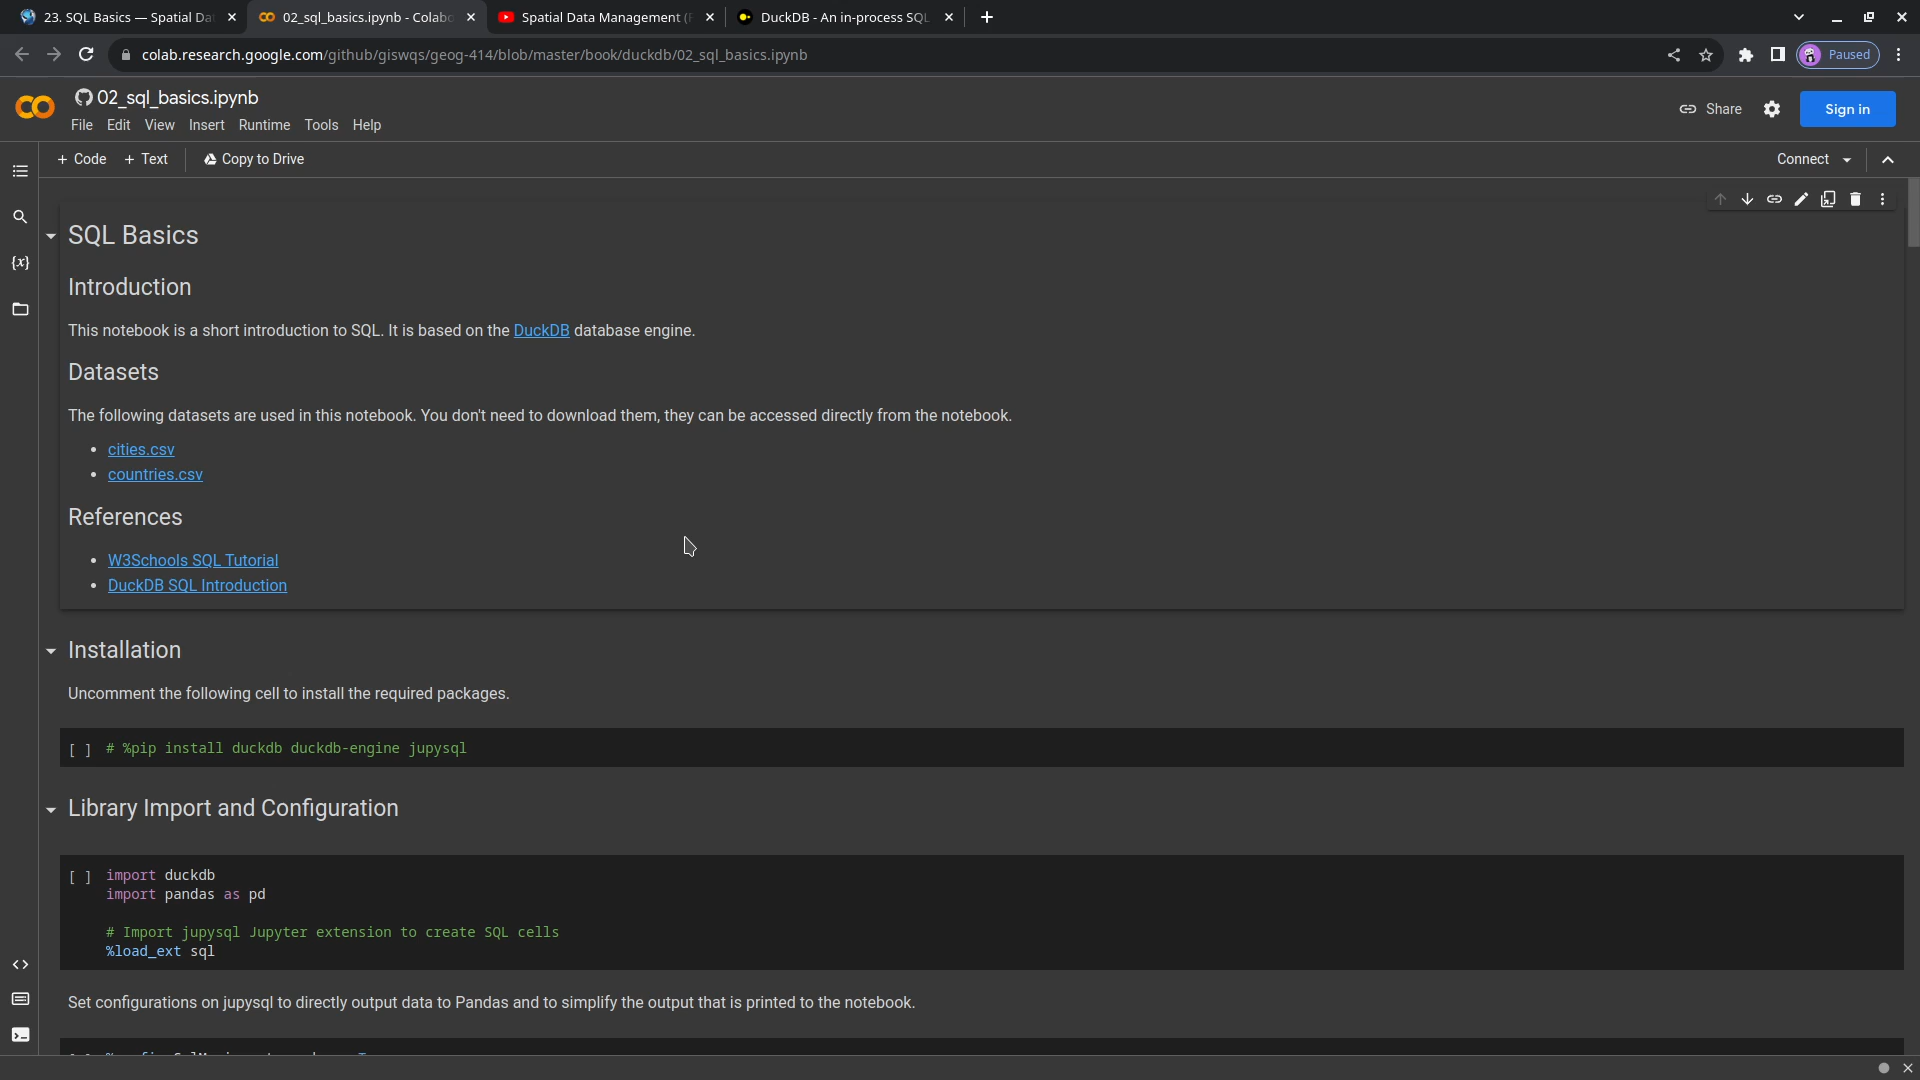 23. SQL Basics — Spatial Da
02_sql_basics.ipynb - Colabo
Spatial Data Management (F
DuckDB - An in-process SQL
colab.research.google.com/github/giswqs/geog-414/blob/master/book/duckdb/02_sql_basics.ipynb
Paused
02_sql_basics.ipynb
File Edit View Insert Runtime Tools Help
Share
Sign in
+ Code + Text
Copy to Drive
Connect
SQL Basics
Introduction
This notebook is a short introduction to SQL. It is based on the DuckDB database engine.
Datasets
The following datasets are used in this notebook. You don't need to download them, they can be accessed directly from the notebook.
• cities.csv
• countries.csv
References
• W3Schools SQL Tutorial
• DuckDB SQL Introduction
Installation
Uncomment the following cell to install the required packages.
[ ] # %pip install duckdb duckdb-engine jupysql
Library Import and Configuration
[ ] import duckdb
import pandas as pd
# Import jupysql Jupyter extension to create SQL cells
%load_ext sql
Set configurations on jupysql to directly output data to Pandas and to simplify the output that is printed to the notebook.